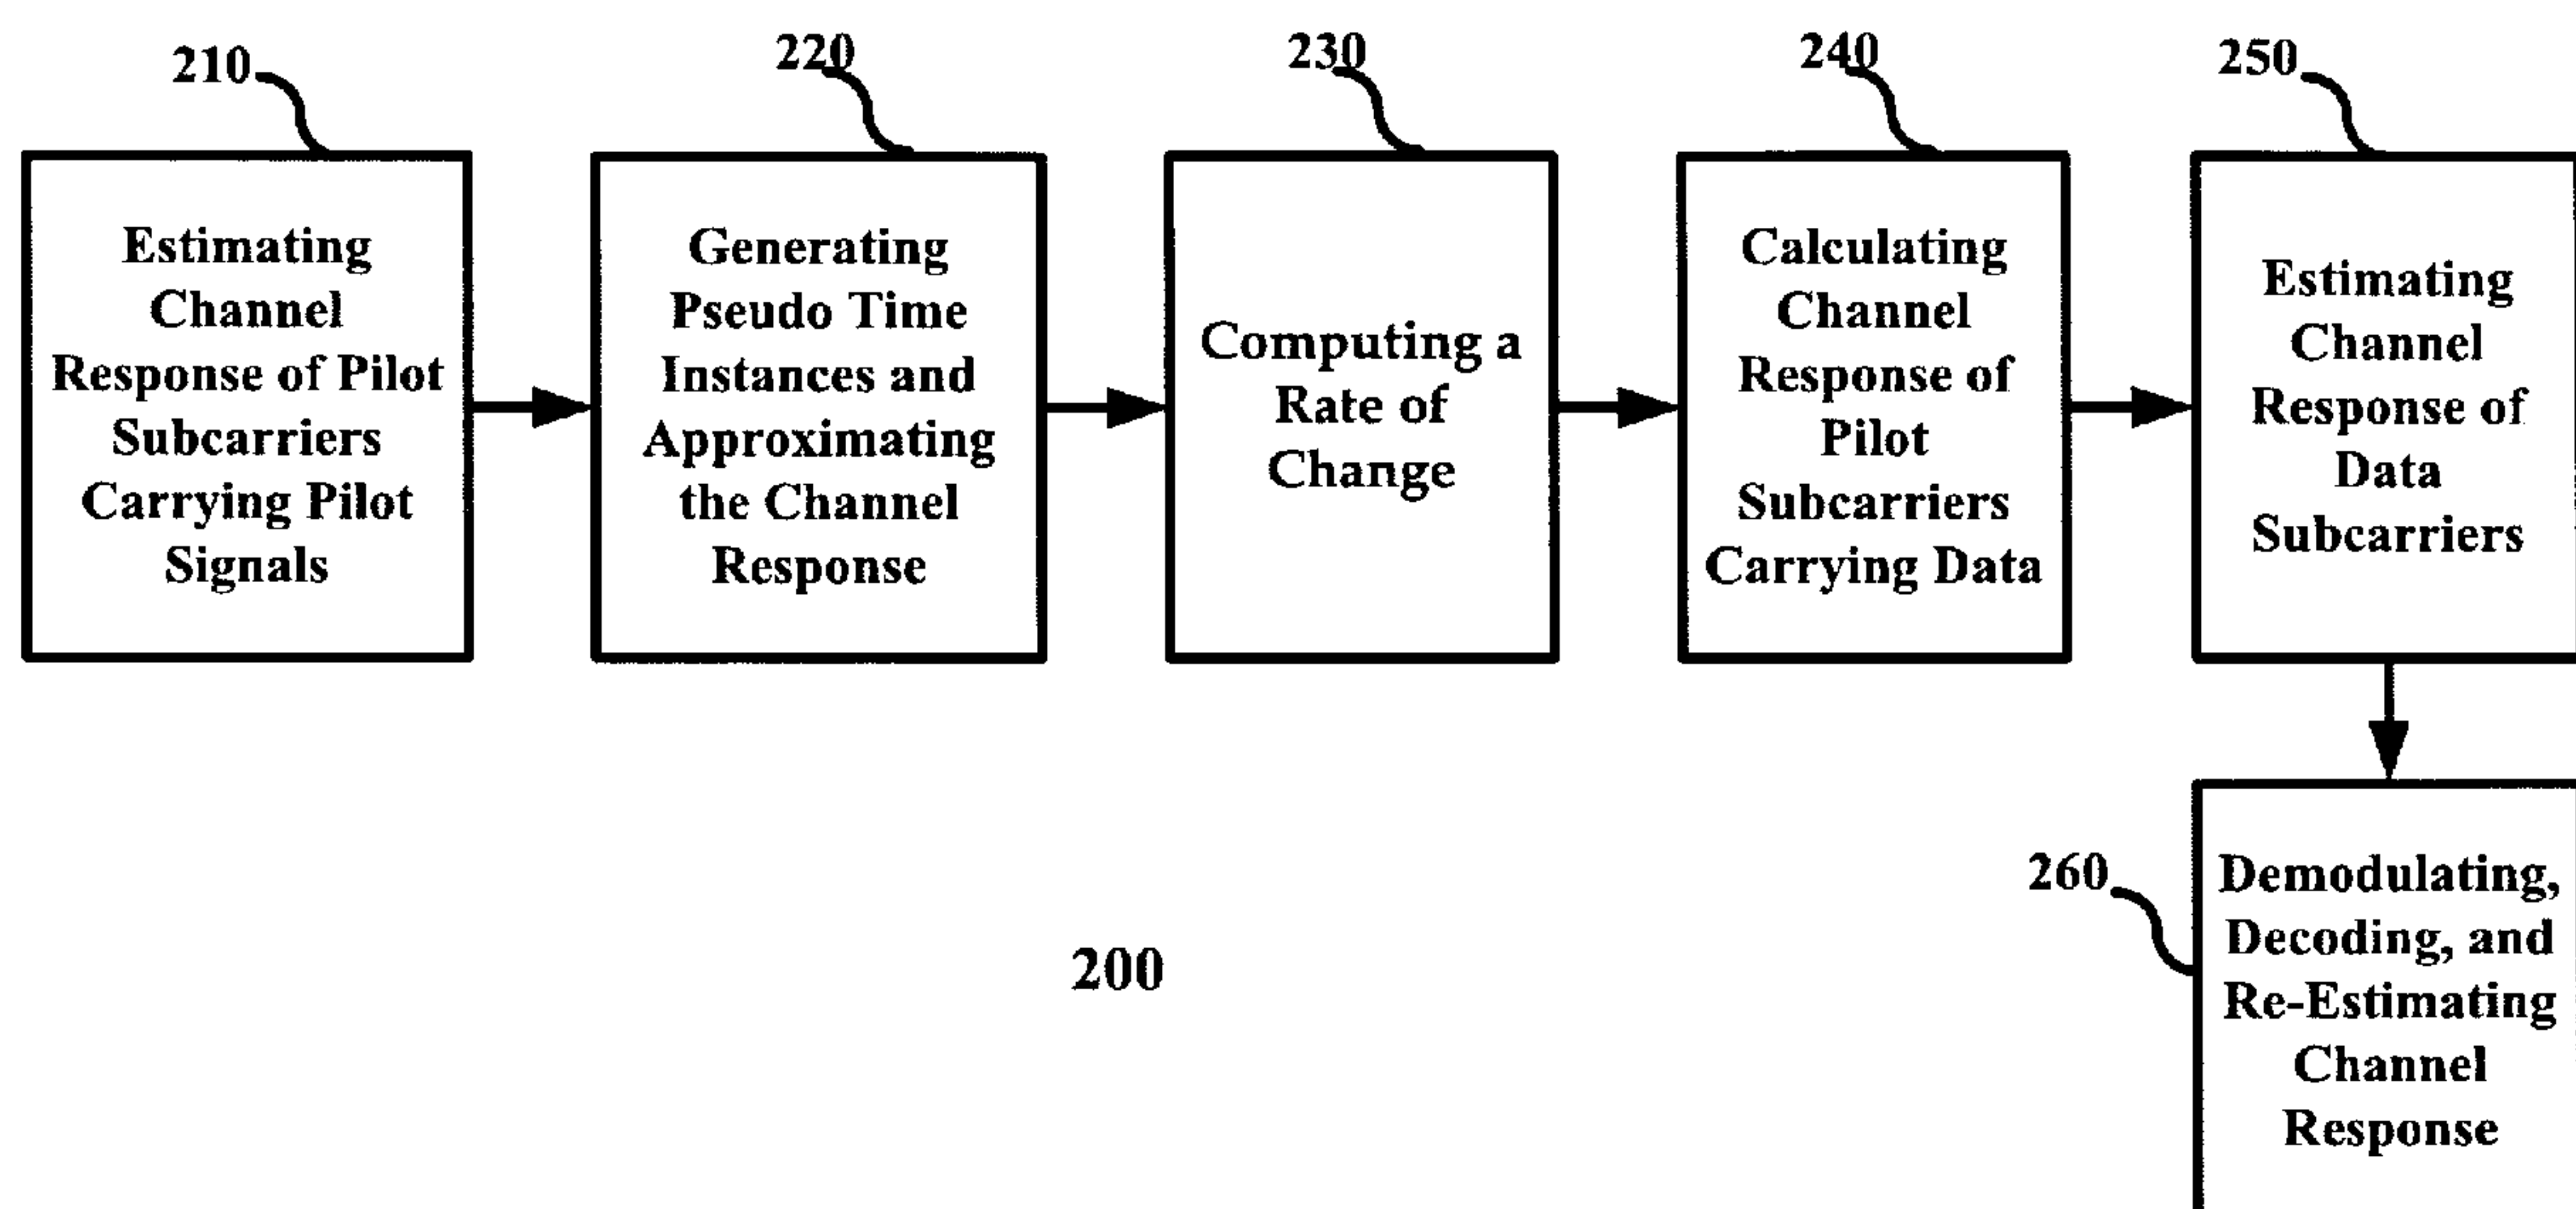 210
220
230
240
250
Estimating
Channel
Response of Pilot
Subcarriers
Carrying Pilot
Signals
Generating
Pseudo Time
Instances and
Approximating
the Channel
Response
Computing a
Rate of
Change
Calculating
Channel
Response of
Pilot
Subcarriers
Carrying Data
Estimating
Channel
Response of
Data
Subcarriers
260
Demodulating,
Decoding, and
Re-Estimating
Channel
Response
200